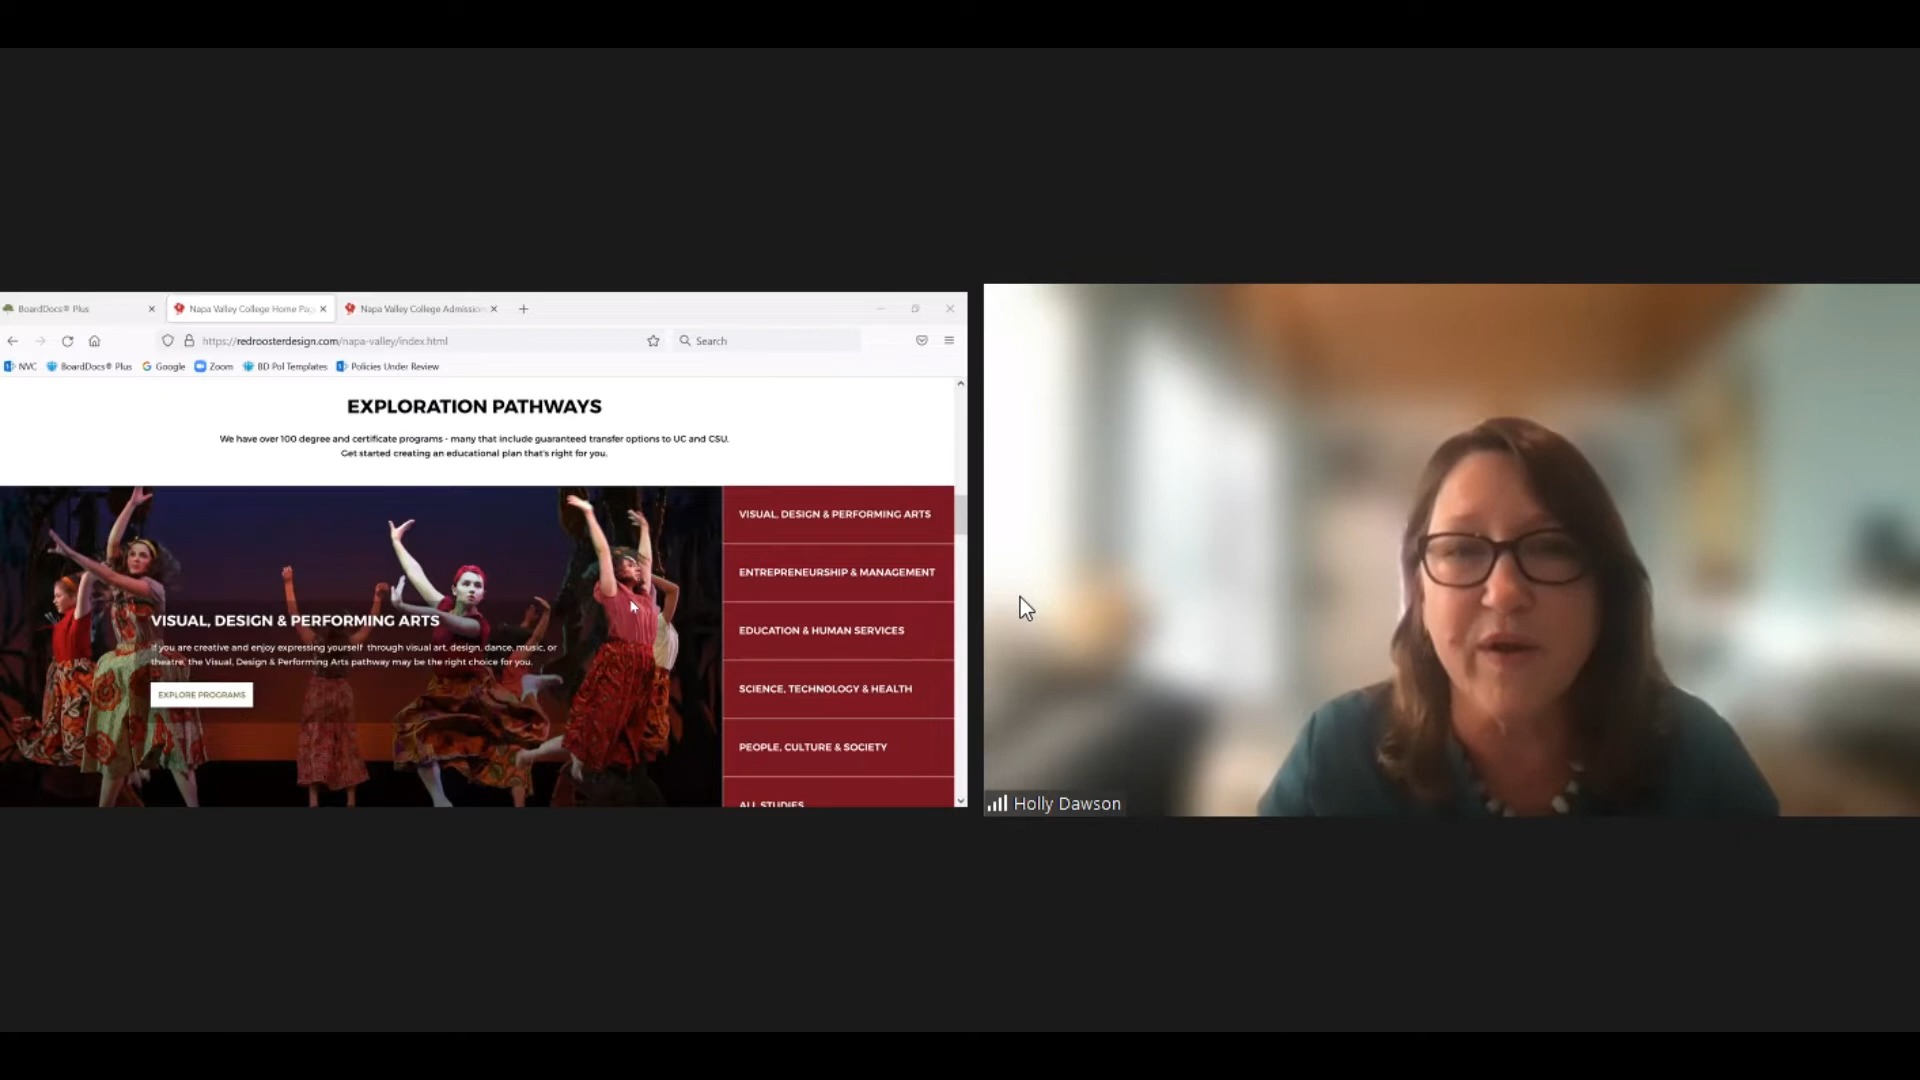 BoardDocs® Plus
Napa Valley College Home Pag
Napa Valley College Admission
https://redroosterdesign.com/napa-valley/index.html
Search
NVC
BoardDocs® Plus
Google
Zoom
BD Pol Templates
Policies Under Review
EXPLORATION PATHWAYS
We have over 100 degree and certificate programs - many that include guaranteed transfer options to UC and CSU.
Get started creating an educational plan that's right for you.
VISUAL, DESIGN & PERFORMING ARTS
If you are creative and enjoy expressing yourself through visual art, design, dance, music, or
theatre, the Visual, Design & Performing Arts pathway may be the right choice for you.
EXPLORE PROGRAMS
VISUAL, DESIGN & PERFORMING ARTS
ENTREPRENEURSHIP & MANAGEMENT
EDUCATION & HUMAN SERVICES
SCIENCE, TECHNOLOGY & HEALTH
PEOPLE, CULTURE & SOCIETY
ALL STUDIES
Holly Dawson